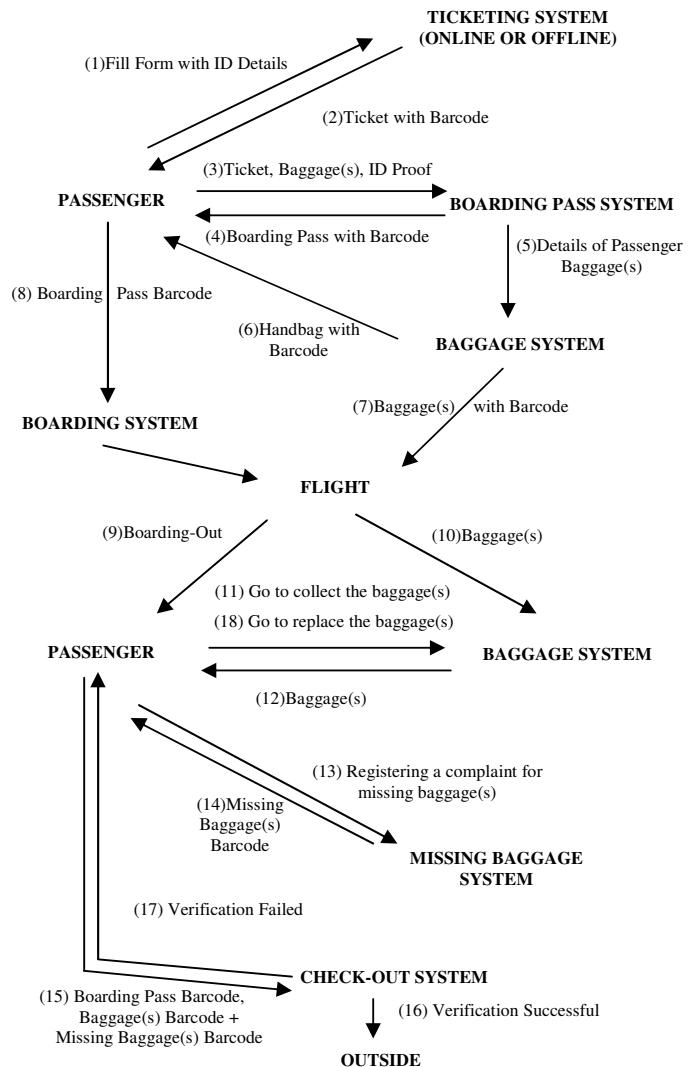 TICKETING SYSTEM
(ONLINE OR OFFLINE)
(1)Fill Form with ID Details
(2)Ticket with Barcode
(3)Ticket, Baggage(s), ID Proof
PASSENGER
BOARDING PASS SYSTEM
(4)Boarding Pass with Barcode
(5)Details of Passenger
Baggage(s)
(8) Boarding Pass Barcode
(6)Handbag with
Barcode
BAGGAGE SYSTEM
(7)Baggage(s) with Barcode
BOARDING SYSTEM
FLIGHT
(9)Boarding-Out
(10)Baggage(s)
(11) Go to collect the baggage(s)
(18) Go to replace the baggage(s)
PASSENGER
BAGGAGE SYSTEM
(12)Baggage(s)
(13) Registering a complaint for
missing baggage(s)
(14)Missing
Baggage(s)
Barcode
MISSING BAGGAGE
SYSTEM
(17) Verification Failed
CHECK-OUT SYSTEM
(15) Boarding Pass Barcode,
Baggage(s) Barcode +
Missing Baggage(s) Barcode
(16) Verification Successful
OUTSIDE